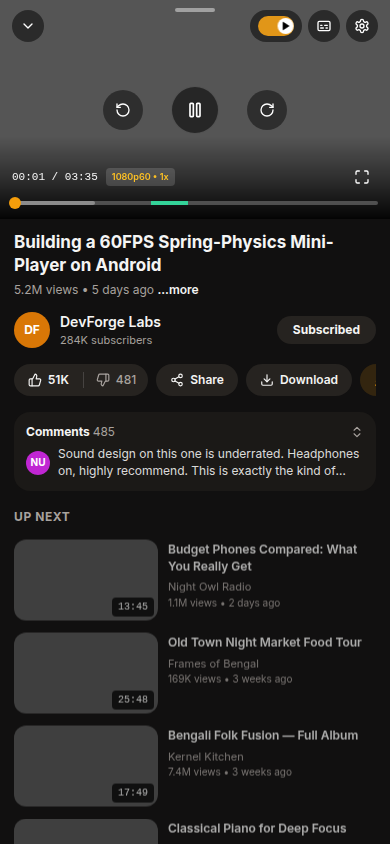 00:01 / 03:35 1080p60 • 1x
Building a 60FPS Spring-Physics Mini-
Player on Android
5.2M views • 5 days ago ...more
DF
DevForge Labs
284K subscribers
Subscribed
51K
481
Share
Download
Comments 485
NU
Sound design on this one is underrated. Headphones
on, highly recommend. This is exactly the kind of...
UP NEXT
13:45
Budget Phones Compared: What
You Really Get
Night Owl Radio
1.1M views • 2 days ago
25:48
Old Town Night Market Food Tour
Frames of Bengal
169K views • 3 weeks ago
17:49
Bengali Folk Fusion — Full Album
Kernel Kitchen
7.4M views • 3 weeks ago
Classical Piano for Deep Focus